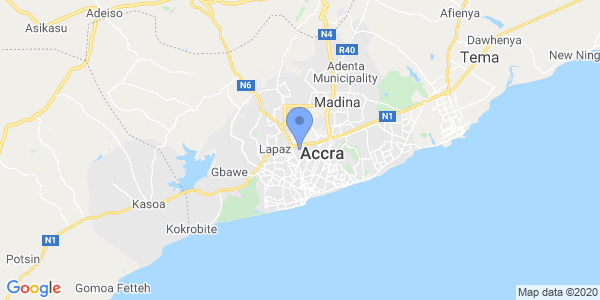 Adeiso
Asikasu
Afienya
Dawhenya
N4
R40
New Ning
Tema
Adenta
Municipality
N6
Madina
N1
Lapaz
Accra
Gbawe
Kasoa
Kokrobite
N1
Potsin
Gomoa Fetteh
Google
Map data ©2020